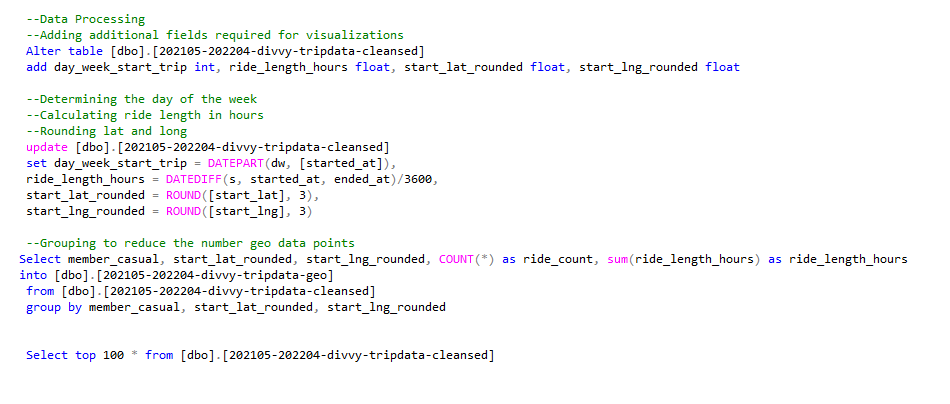 --Data Processing
--Adding additional fields required for visualizations
Alter table [dbo].[202105-202204-divvy-tripdata-cleansed]
add day_week_start_trip int, ride_length_hours float, start_lat_rounded float, start_lng_rounded float
--Determining the day of the week
--Calculating ride length in hours
--Rounding lat and long
update [dbo].[202105-202204-divvy-tripdata-cleansed]
set day_week_start_trip = DATEPART(dw, [started_at]),
ride_length_hours = DATEDIFF(s, started_at, ended_at)/3600,
start_lat_rounded = ROUND([start_lat], 3),
start_lng_rounded = ROUND([start_lng], 3)
--Grouping to reduce the number geo data points
Select member_casual, start_lat_rounded, start_lng_rounded, COUNT(*) as ride_count, sum(ride_length_hours) as ride_length_hours
into [dbo].[202105-202204-divvy-tripdata-geo]
from [dbo].[202105-202204-divvy-tripdata-cleansed]
group by member_casual, start_lat_rounded, start_lng_rounded
Select top 100 * from [dbo].[202105-202204-divvy-tripdata-cleansed]